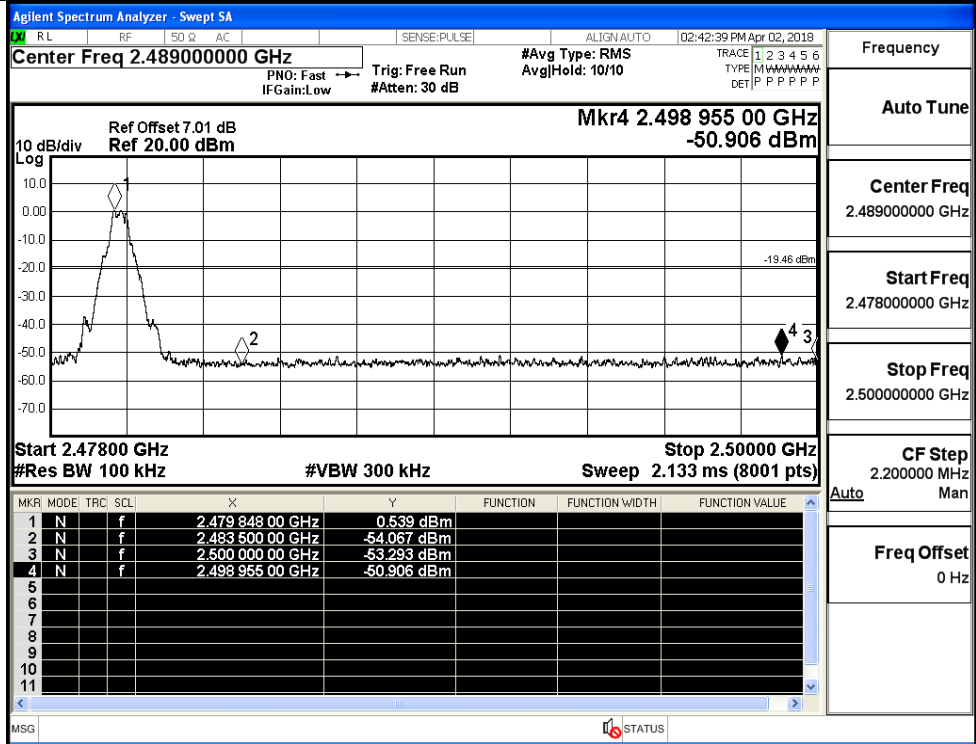 Agilent Spectrum Analyzer - Swept SA
LXI RL RF 50 Ω AC SENSE:PULSE ALIGN AUTO 02:42:39 PM Apr 02, 2018
Center Freq 2.489000000 GHz
PNO: Fast
IFGain:Low
Trig: Free Run
#Atten: 30 dB
#Avg Type: RMS
Avg|Hold: 10/10
TRACE 1 2 3 4 5 6
TYPE M WWWWW
DET P P P P P P
Ref Offset 7.01 dB
10 dB/div Ref 20.00 dBm
Log
Mkr4 2.498 955 00 GHz
-50.906 dBm
10.0
0.00
-10.0
-20.0
-30.0
-40.0
-50.0
-60.0
-70.0
1
-19.46 dBm
2
4
3
Start 2.47800 GHz Stop 2.50000 GHz
#Res BW 100 kHz #VBW 300 kHz Sweep 2.133 ms (8001 pts)
MKR MODE TRC SCL X Y FUNCTION FUNCTION WIDTH FUNCTION VALUE
1 N f 2.479 848 00 GHz 0.539 dBm
2 N f 2.483 500 00 GHz -54.067 dBm
3 N f 2.500 000 00 GHz -53.293 dBm
4 N f 2.498 955 00 GHz -50.906 dBm
5
6
7
8
9
10
11
MSG STATUS
Frequency
Auto Tune
Center Freq
2.489000000 GHz
Start Freq
2.478000000 GHz
Stop Freq
2.500000000 GHz
CF Step
2.200000 MHz
Auto Man
Freq Offset
0 Hz